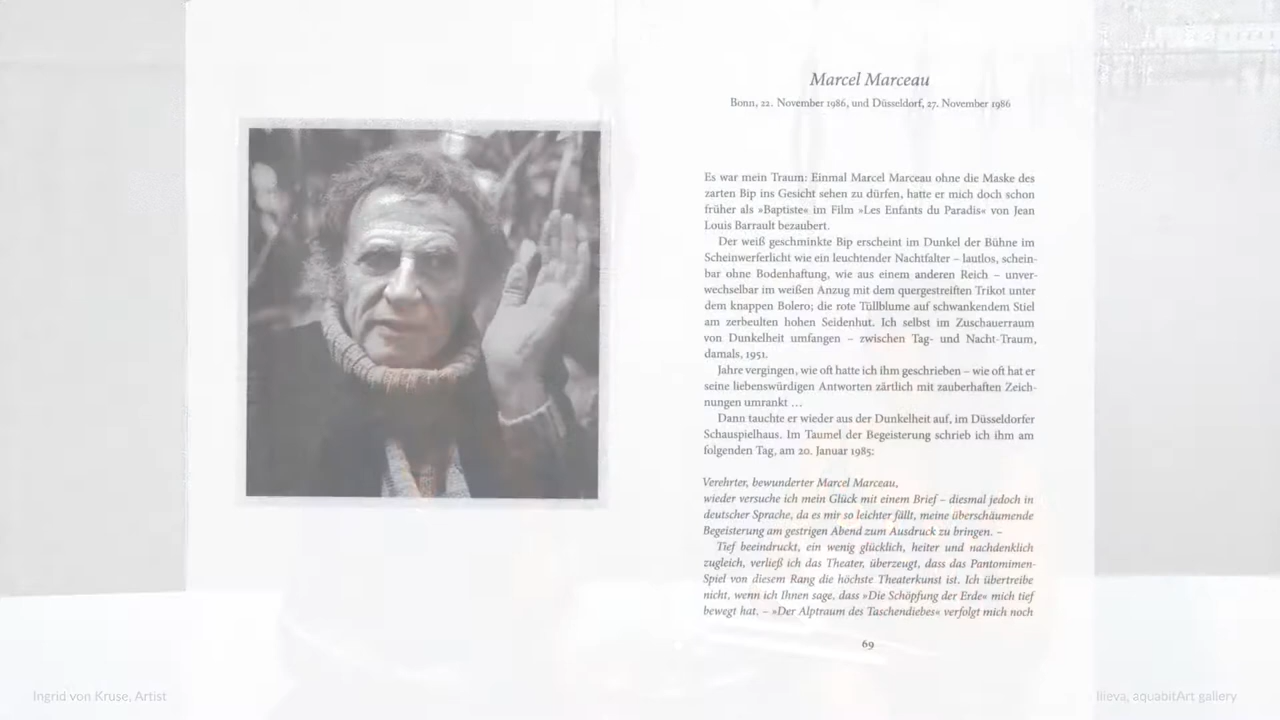 Marcel Marceau
Bonn, 22. November 1986, und Düsseldorf, 27. November 1986
Es war mein Traum: Einmal Marcel Marceau ohne die Maske des
zarten Bip ins Gesicht sehen zu dürfen, hatte er mich doch schon
früher als »Baptiste« im Film »Les Enfants du Paradis« von Jean
Louis Barrault bezaubert.
Der weiß geschminkte Bip erscheint im Dunkel der Bühne im
Scheinwerferlicht wie ein leuchtender Nachtfalter – lautlos, schein-
bar ohne Bodenhaftung, wie aus einem anderen Reich – unver-
wechselbar im weißen Anzug mit dem quergestreiften Trikot unter
dem knappen Bolero; die rote Tüllblume auf schwankendem Stiel
am zerbeulten hohen Seidenhut. Ich selbst im Zuschauerraum
von Dunkelheit umfangen – zwischen Tag- und Nacht-Traum,
damals, 1951.
Jahre vergingen, wie oft hatte ich ihm geschrieben – wie oft hat er
seine liebenswürdigen Antworten zärtlich mit zauberhaften Zeich-
nungen umrankt …
Dann tauchte er wieder aus der Dunkelheit auf, im Düsseldorfer
Schauspielhaus. Im Taumel der Begeisterung schrieb ich ihm am
folgenden Tag, am 20. Januar 1985:
Verehrter, bewunderter Marcel Marceau,
wieder versuche ich mein Glück mit einem Brief – diesmal jedoch in
deutscher Sprache, da es mir so leichter fällt, meine überschäumende
Begeisterung am gestrigen Abend zum Ausdruck zu bringen. –
Tief beeindruckt, ein wenig glücklich, heiter und nachdenklich
zugleich, verließ ich das Theater, überzeugt, dass das Pantomimen-
Spiel von diesem Rang die höchste Theaterkunst ist. Ich übertreibe
nicht, wenn ich Ihnen sage, dass »Die Schöpfung der Erde« mich tief
bewegt hat. – »Der Alptraum des Taschendiebes« verfolgt mich noch
69
Ingrid von Kruse, Artist
Ilieva, aquabitArt gallery